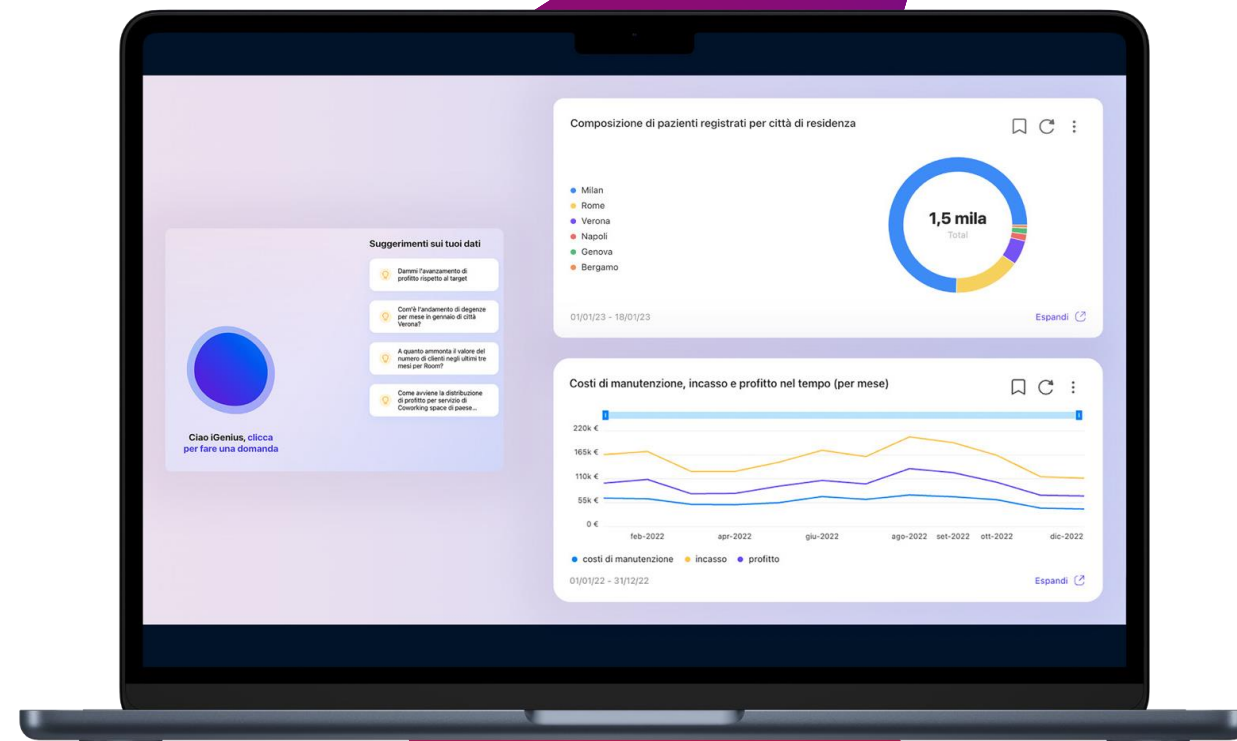 Suggerimenti sui tuoi dati
Dammi l'avanzamento di
profitto rispetto al target
Com'è l'andamento di degenze
per mese in gennaio di città
Verona?
A quanto ammonta il valore del
numero di clienti negli ultimi tre
mesi per Room?
Come avviene la distribuzione
di profitto per servizio di
Coworking space di paese...
Ciao iGenius, clicca
per fare una domanda
Composizione di pazienti registrati per città di residenza
Milan
Rome
Verona
Napoli
Genova
Bergamo
1,5 mila
Total
01/01/23 - 18/01/23
Espandi
Costi di manutenzione, incasso e profitto nel tempo (per mese)
220k €
165k €
110k €
55k €
0 €
feb-2022 apr-2022 giu-2022 ago-2022 set-2022 ott-2022 dic-2022
costi di manutenzione incasso profitto
01/01/22 - 31/12/22
Espandi